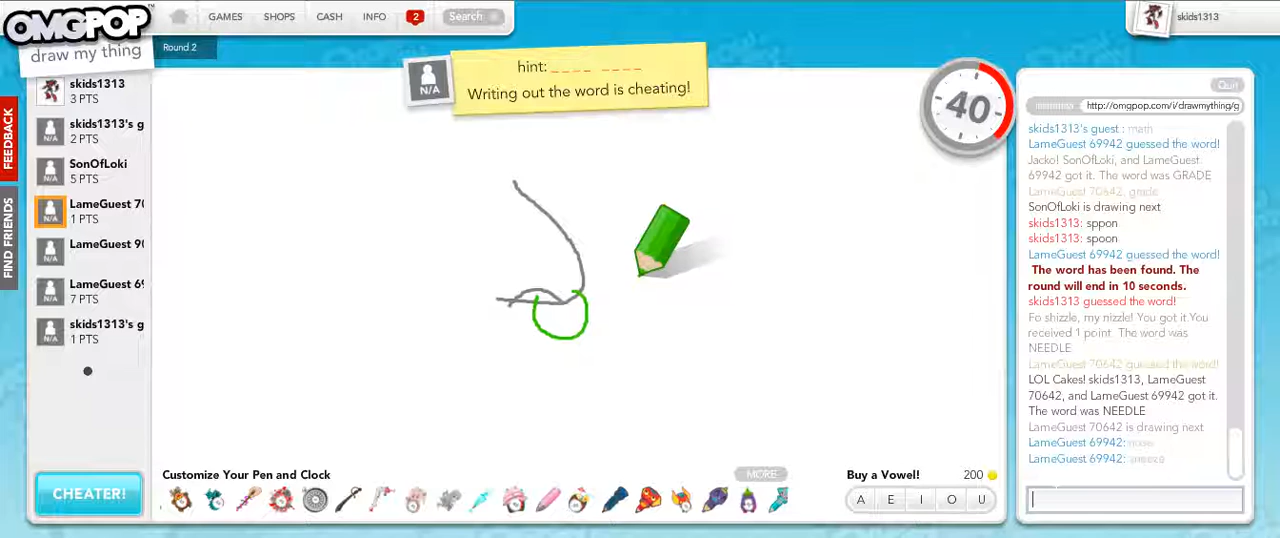 OMGPOP
GAMES SHOPS CASH INFO 2 Search
skids1313
draw my thing
Round 2
FEEDBACK
FIND FRIENDS
skids1313
3 PTS
skids1313's g
2 PTS
SonOfLoki
5 PTS
LameGuest 70
1 PTS
LameGuest 90
LameGuest 69
7 PTS
skids1313's g
1 PTS
N/A
N/A
N/A
N/A
N/A
N/A
CHEATER!
N/A
hint: ____ ____
Writing out the word is cheating!
40
Customize Your Pen and Clock
MORE
Buy a Vowel! 200
A E I O U
Quit
http://omgpop.com/i/drawmything/g
skids1313's guest : math
LameGuest 69942 guessed the word!
Jacko! SonOfLoki, and LameGuest
69942 got it. The word was GRADE
LameGuest 70642, grade
SonOfLoki is drawing next
skids1313: sppon
skids1313: spoon
LameGuest 69942 guessed the word!
The word has been found. The
round will end in 10 seconds.
skids1313 guessed the word!
Fo shizzle, my nizzle! You got it.You
received 1 point. The word was
NEEDLE
LameGuest 70642 guessed the word!
LOL Cakes! skids1313, LameGuest
70642, and LameGuest 69942 got it.
The word was NEEDLE
LameGuest 70642 is drawing next
LameGuest 69942: nose
LameGuest 69942: sneeze